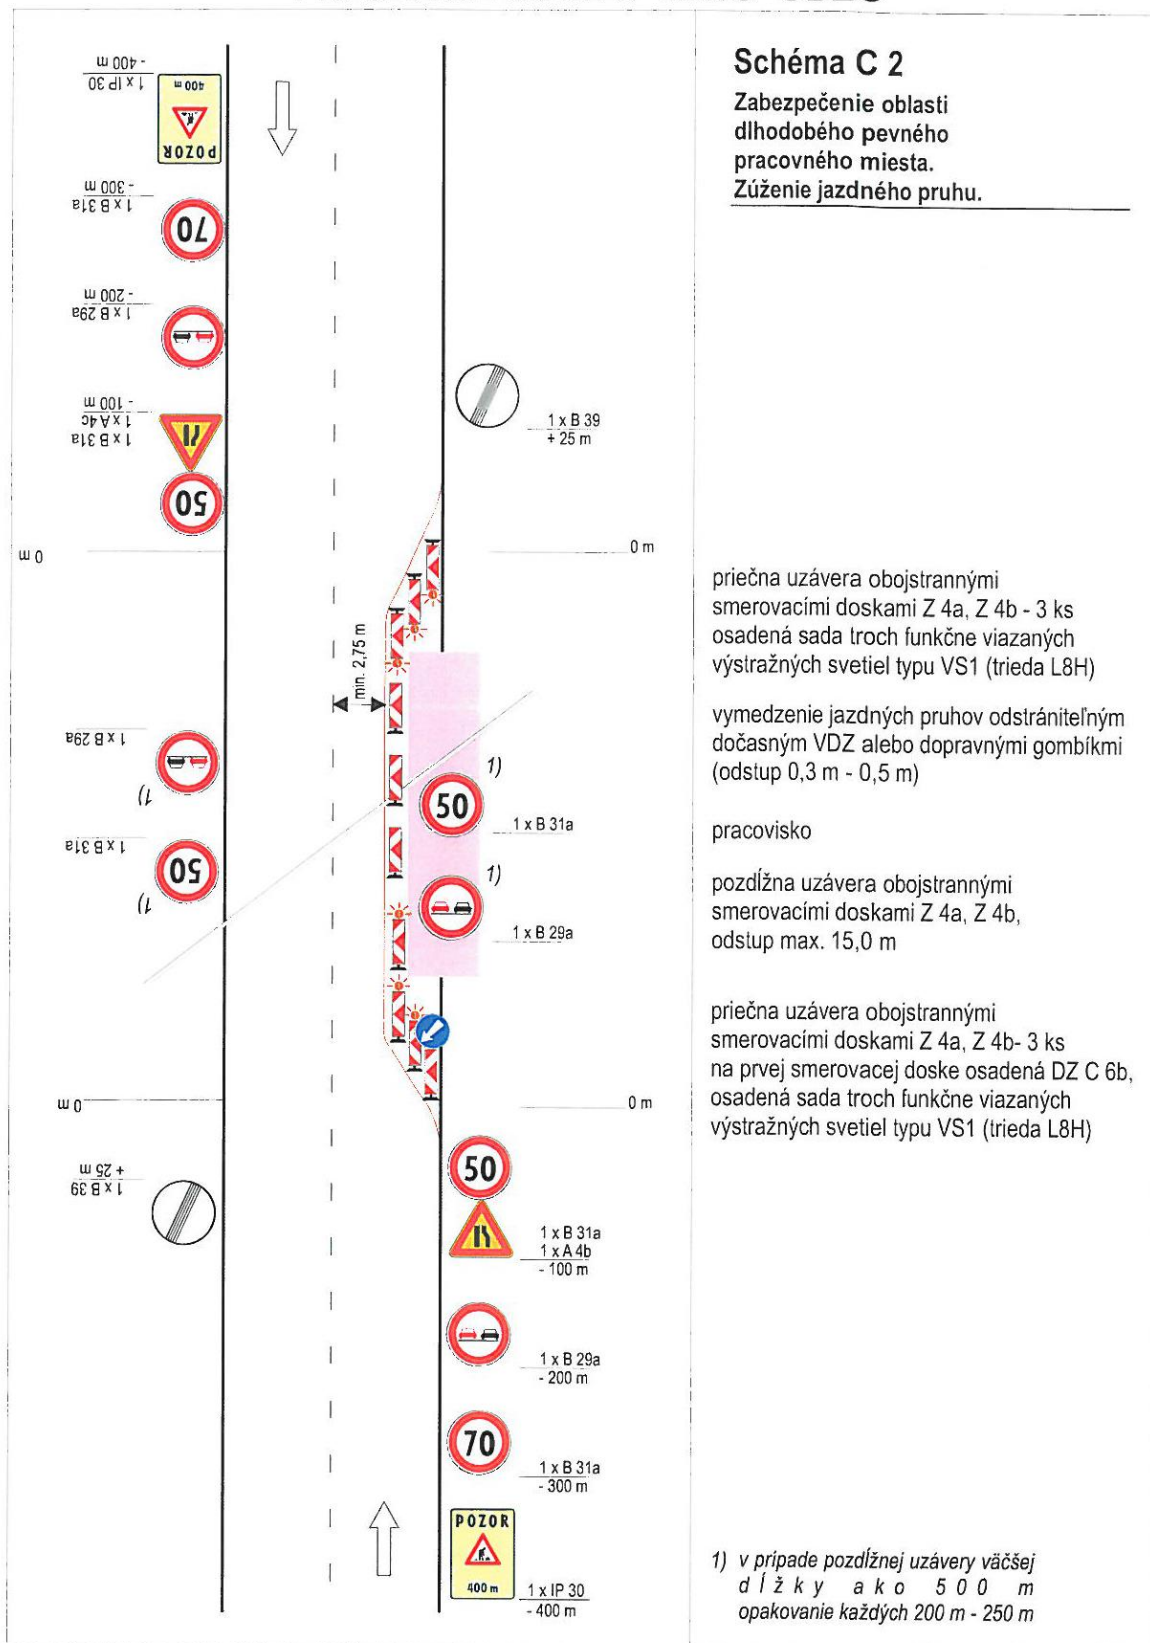 Schéma C 2
Zabezpečenie oblasti
dlhodobého pevného
pracovného miesta.
Zúženie jazdného pruhu.
- 400 m
1 x IP 30
400 m
POZOR
- 300 m
1 x B 31a
70
- 200 m
1 x B 29a
- 100 m
1 x A 4c
1 x B 31a
50
0 m
1 x B 39
+ 25 m
0 m
priečna uzávera obojstrannými
smerovacími doskami Z 4a, Z 4b - 3 ks
osadená sada troch funkčne viazaných
výstražných svetiel typu VS1 (trieda L8H)
min. 2,75 m
vymedzenie jazdných pruhov odstrániteľným
dočasným VDZ alebo dopravnými gombíkmi
(odstup 0,3 m - 0,5 m)
1 x B 29a
1)
1)
50
1 x B 31a
pracovisko
1 x B 31a
50
1)
1)
1 x B 29a
pozdĺžna uzávera obojstrannými
smerovacími doskami Z 4a, Z 4b,
odstup max. 15,0 m
priečna uzávera obojstrannými
smerovacími doskami Z 4a, Z 4b- 3 ks
na prvej smerovacej doske osadená DZ C 6b,
osadená sada troch funkčne viazaných
výstražných svetiel typu VS1 (trieda L8H)
0 m
0 m
+ 25 m
1 x B 39
50
1 x B 31a
1 x A 4b
- 100 m
1 x B 29a
- 200 m
70
1 x B 31a
- 300 m
POZOR
400 m
1 x IP 30
- 400 m
1) v prípade pozdĺžnej uzávery väčšej
dĺžky ako 500 m
opakovanie každých 200 m - 250 m